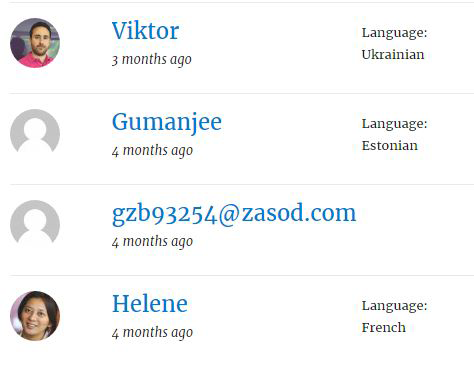 Viktor
3 months ago
Language:
Ukrainian
Gumanjee
4 months ago
Language:
Estonian
gzb93254@zasod.com
4 months ago
Helene
4 months ago
Language:
French